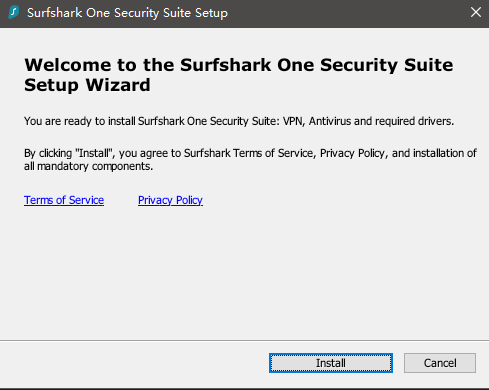 Surfshark One Security Suite Setup
Welcome to the Surfshark One Security Suite
Setup Wizard
You are ready to install Surfshark One Security Suite: VPN, Antivirus and required drivers.
By clicking "Install", you agree to Surfshark Terms of Service, Privacy Policy, and installation of
all mandatory components.
Terms of Service Privacy Policy
Install Cancel